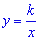 y = k/x